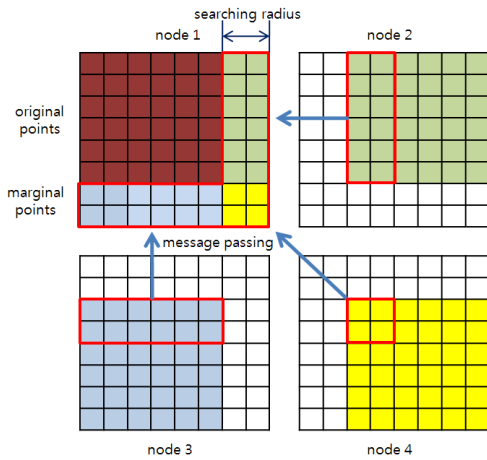 searching radius
node 1
node 2
original
points
marginal
points
message passing
node 3
node 4